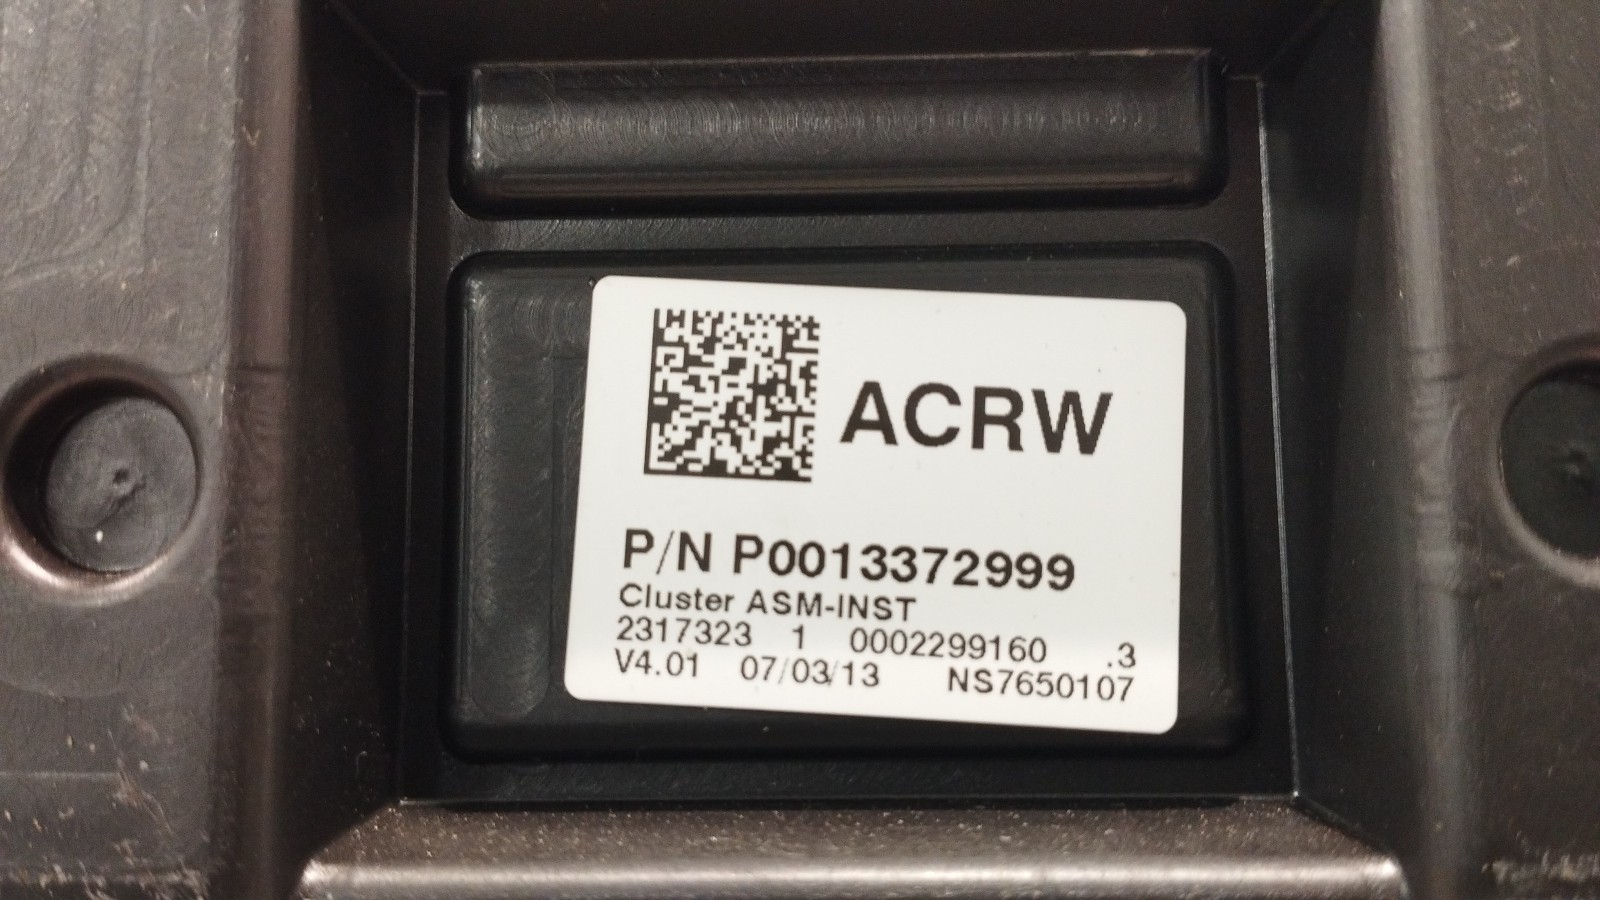 ACRW
P/N P0013372999
Cluster ASM-INST
2317323 1 0002299160 .3
V4.01 07/03/13 NS7650107